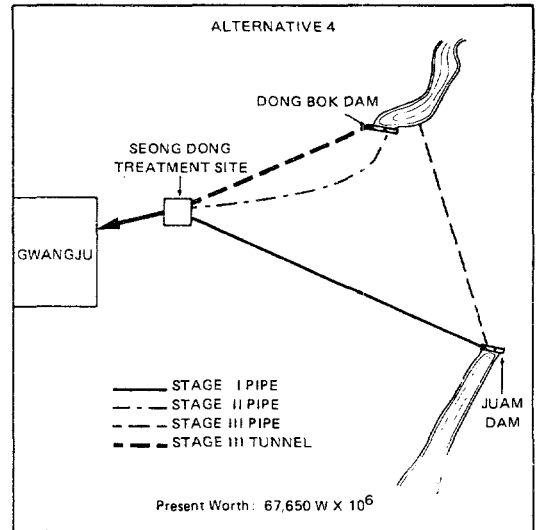 ALTERNATIVE 4
DONG BOK DAM
SEONG DONG
TREATMENT SITE
GWANGJU
STAGE I PIPE
STAGE II PIPE
STAGE III PIPE
STAGE III TUNNEL
JUAM
DAM
Present Worth: 67,650 W X 10⁶